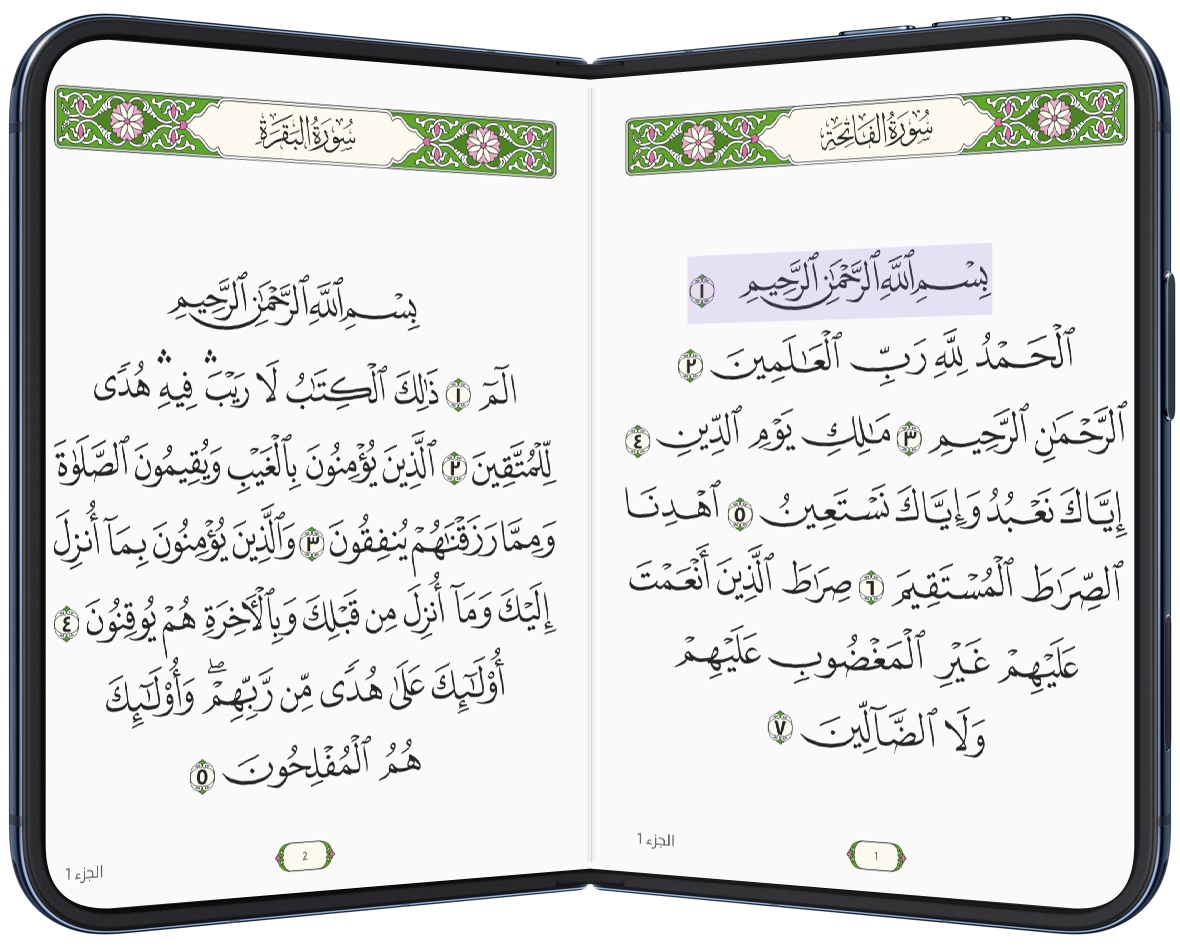 سُورَةُ الفَاتِحَةِ
بِسْمِ ٱللَّهِ ٱلرَّحْمَٰنِ ٱلرَّحِيمِ ١
ٱلْحَمْدُ لِلَّهِ رَبِّ ٱلْعَٰلَمِينَ ٢
ٱلرَّحْمَٰنِ ٱلرَّحِيمِ ٣ مَٰلِكِ يَوْمِ ٱلدِّينِ ٤
إِيَّاكَ نَعْبُدُ وَإِيَّاكَ نَسْتَعِينُ ٥ ٱهْدِنَا
ٱلصِّرَٰطَ ٱلْمُسْتَقِيمَ ٦ صِرَٰطَ ٱلَّذِينَ أَنْعَمْتَ
عَلَيْهِمْ غَيْرِ ٱلْمَغْضُوبِ عَلَيْهِمْ
وَلَا ٱلضَّآلِّينَ ٧
الجزء 1
1
سُورَةُ البَقَرَةِ
بِسْمِ ٱللَّهِ ٱلرَّحْمَٰنِ ٱلرَّحِيمِ
الٓمٓ ١ ذَٰلِكَ ٱلْكِتَٰبُ لَا رَيْبَ ۛ فِيهِ ۛ هُدًى
لِّلْمُتَّقِينَ ٢ ٱلَّذِينَ يُؤْمِنُونَ بِٱلْغَيْبِ وَيُقِيمُونَ ٱلصَّلَوٰةَ
وَمِمَّا رَزَقْنَٰهُمْ يُنفِقُونَ ٣ وَٱلَّذِينَ يُؤْمِنُونَ بِمَآ أُنزِلَ
إِلَيْكَ وَمَآ أُنزِلَ مِن قَبْلِكَ وَبِٱلْأَخِرَةِ هُمْ يُوقِنُونَ ٤
أُو۟لَٰٓئِكَ عَلَىٰ هُدًى مِّن رَّبِّهِمْ ۖ وَأُو۟لَٰٓئِكَ
هُمُ ٱلْمُفْلِحُونَ ٥
2
الجزء 1